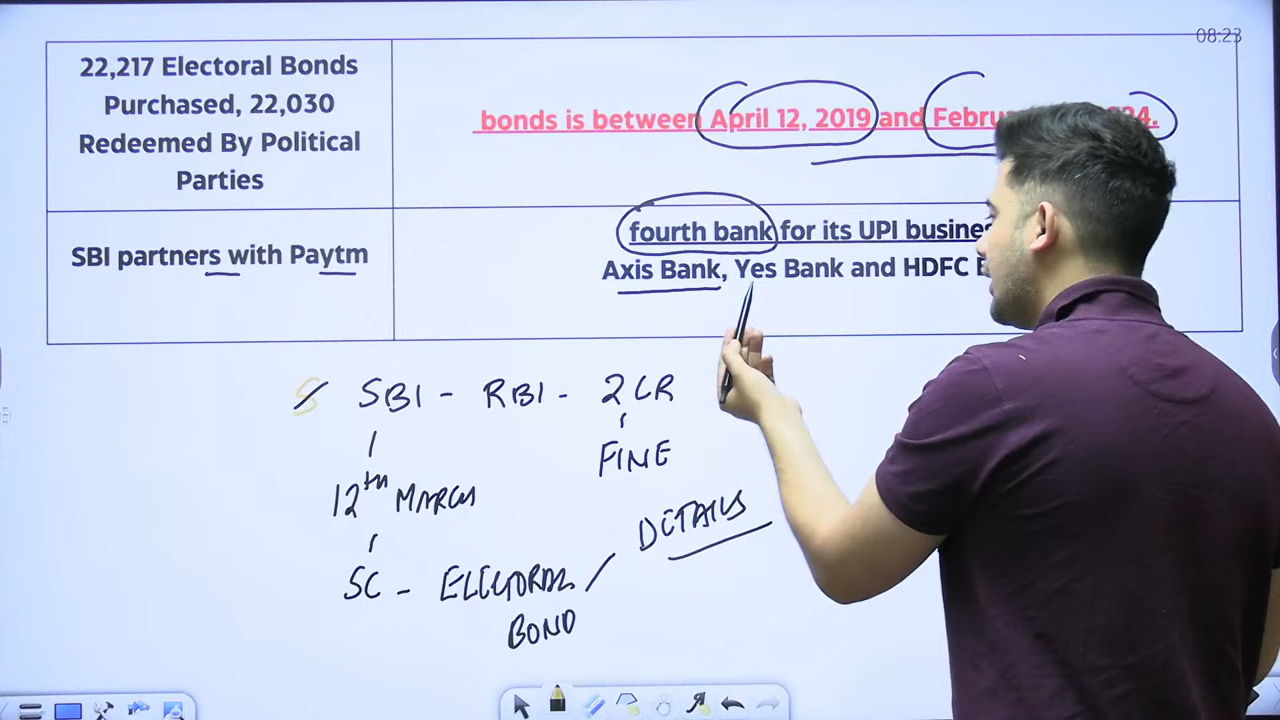 08:23
22,217 Electoral Bonds
Purchased, 22,030
Redeemed By Political
Parties
bonds is between April 12, 2019 and
SBI partners with Paytm
fourth bank for its UPI
Axis Bank, Yes Bank and HDFC
SBI - RBI - 2 CR
FINE
12th MARCH
DETAILS
SC - ELECTORAL /
BOND